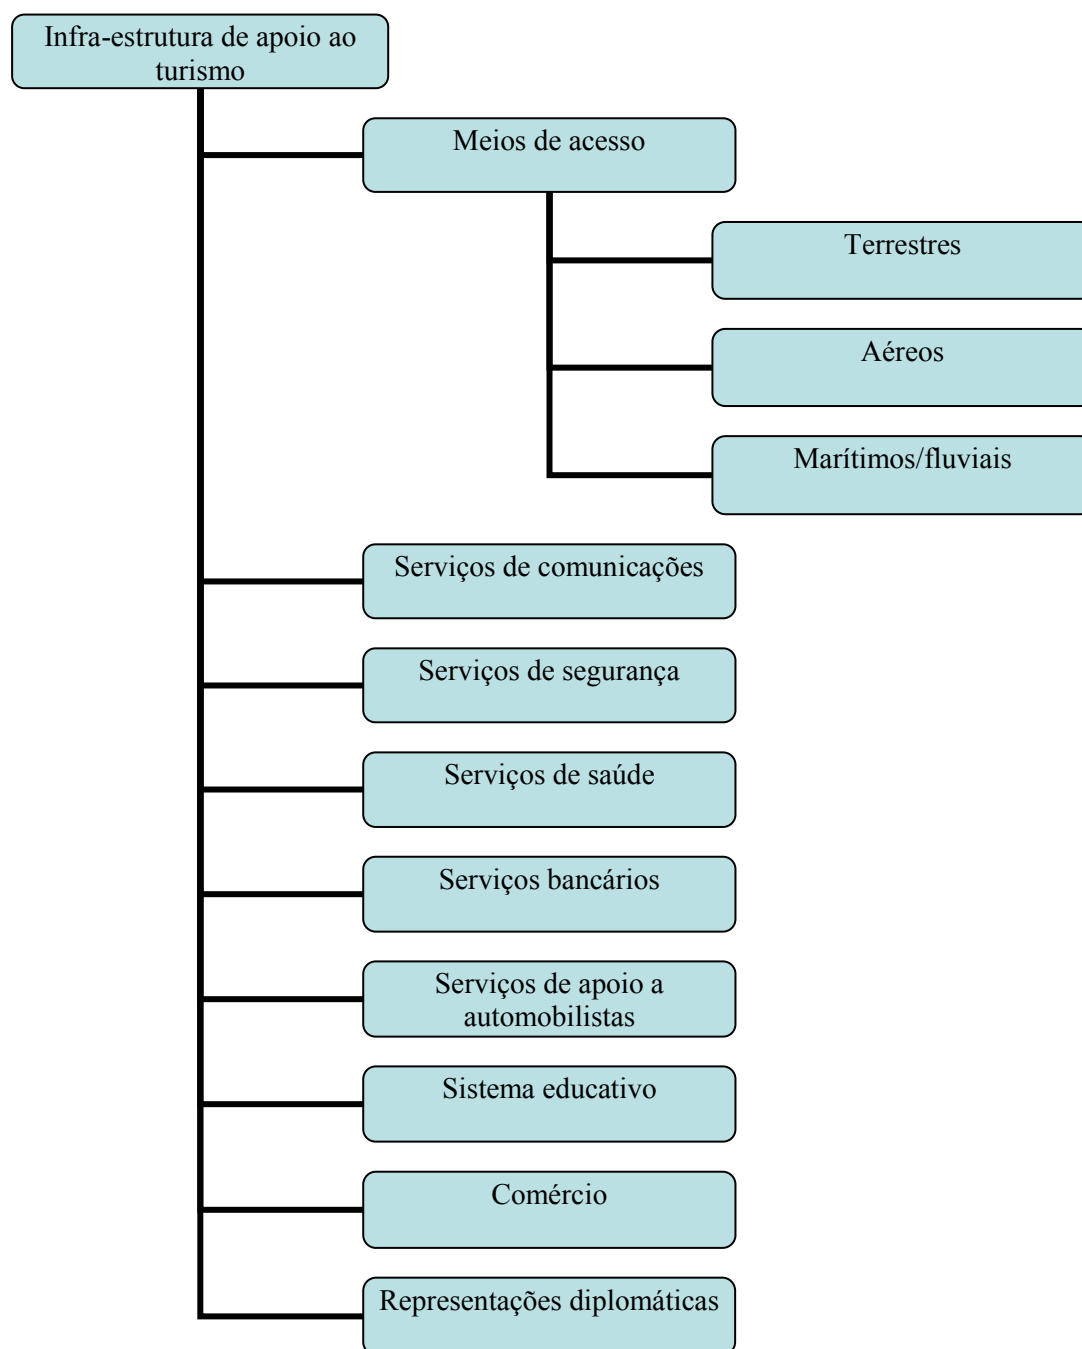 Infra-estrutura de apoio ao
turismo
Meios de acesso
Terrestres
Aéreos
Marítimos/fluviais
Serviços de comunicações
Serviços de segurança
Serviços de saúde
Serviços bancários
Serviços de apoio a
automobilistas
Sistema educativo
Comércio
Representações diplomáticas